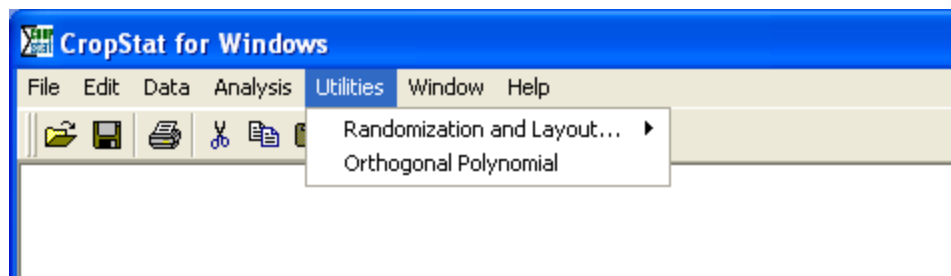 CropStat for Windows
File Edit Data Analysis Utilities Window Help
Randomization and Layout...
Orthogonal Polynomial